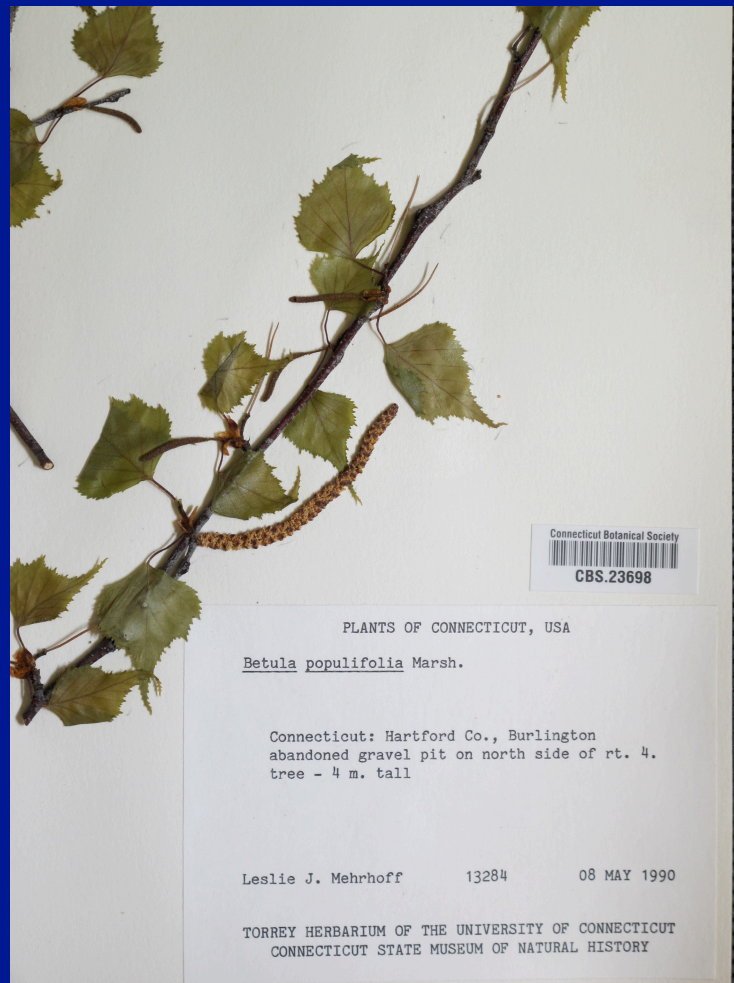 Connecticut Botanical Society
CBS.23698
PLANTS OF CONNECTICUT, USA
Betula populifolia Marsh.
Connecticut: Hartford Co., Burlington
abandoned gravel pit on north side of rt. 4.
tree - 4 m. tall
Leslie J. Mehrhoff 13284 08 MAY 1990
TORREY HERBARIUM OF THE UNIVERSITY OF CONNECTICUT
CONNECTICUT STATE MUSEUM OF NATURAL HISTORY